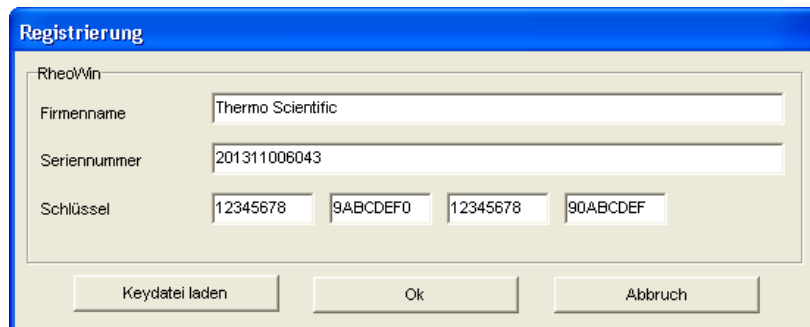 Registrierung
RheoWin
Firmenname Thermo Scientific
Seriennummer 201311006043
Schlüssel 12345678 9ABCDEF0 12345678 90ABCDEF
Keydatei laden Ok Abbruch